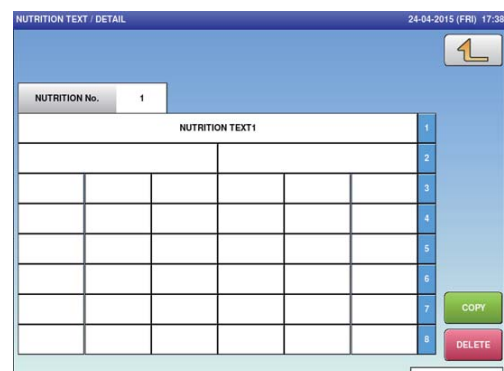 NUTRITION TEXT / DETAIL 24-04-2015 (FRI) 17:38
NUTRITION No. 1
NUTRITION TEXT1 1
2
3
4
5
6
7 COPY
8 DELETE